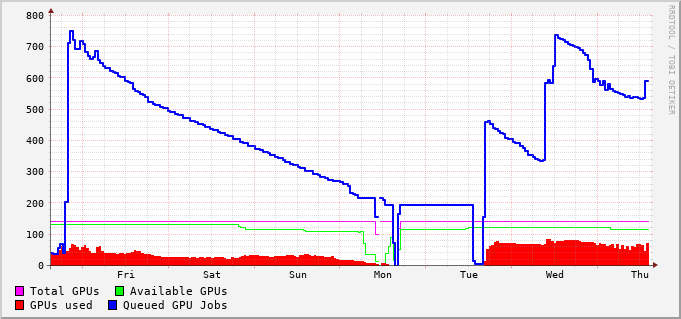 800
700
600
500
400
300
200
100
0
Fri Sat Sun Mon Tue Wed Thu
Total GPUs Available GPUs
GPUs used Queued GPU Jobs
RRDTOOL / TOBI OETIKER